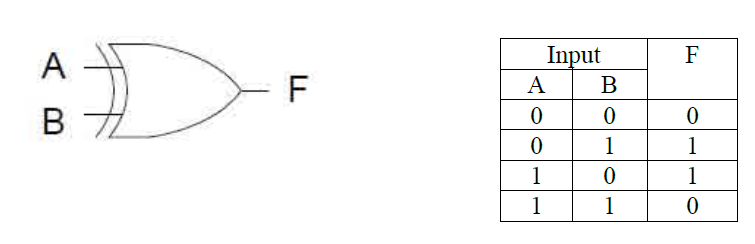 A
B
F
Input F
A B
0 0 0
0 1 1
1 0 1
1 1 0